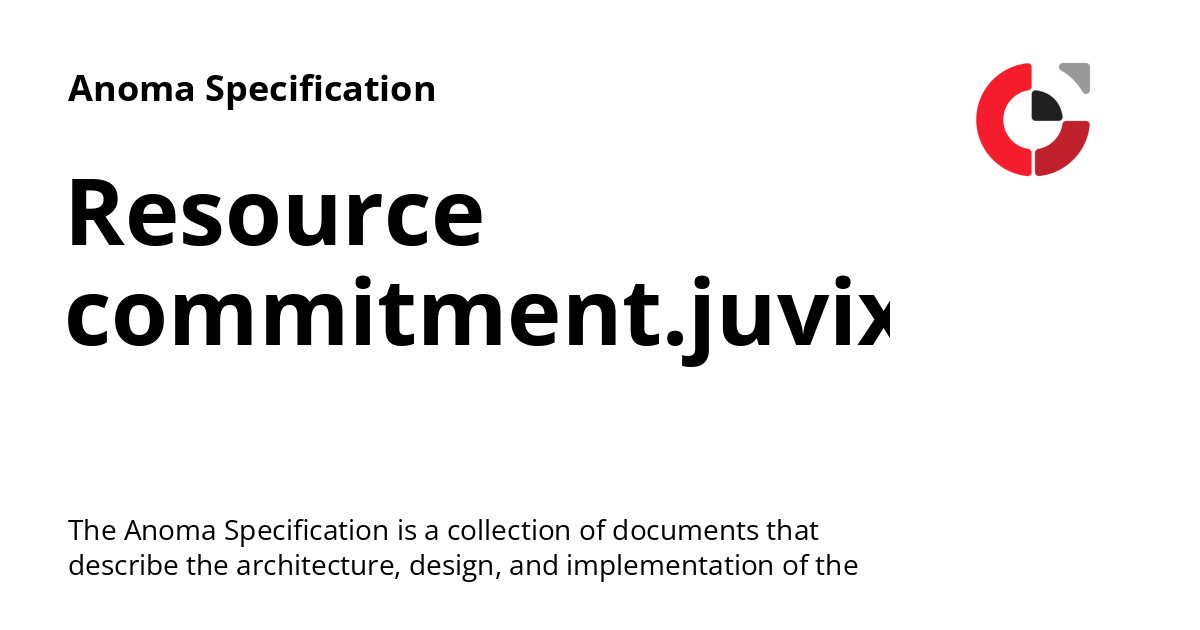 Anoma Specification
Resource
commitment.juvix
The Anoma Specification is a collection of documents that
describe the architecture, design, and implementation of the